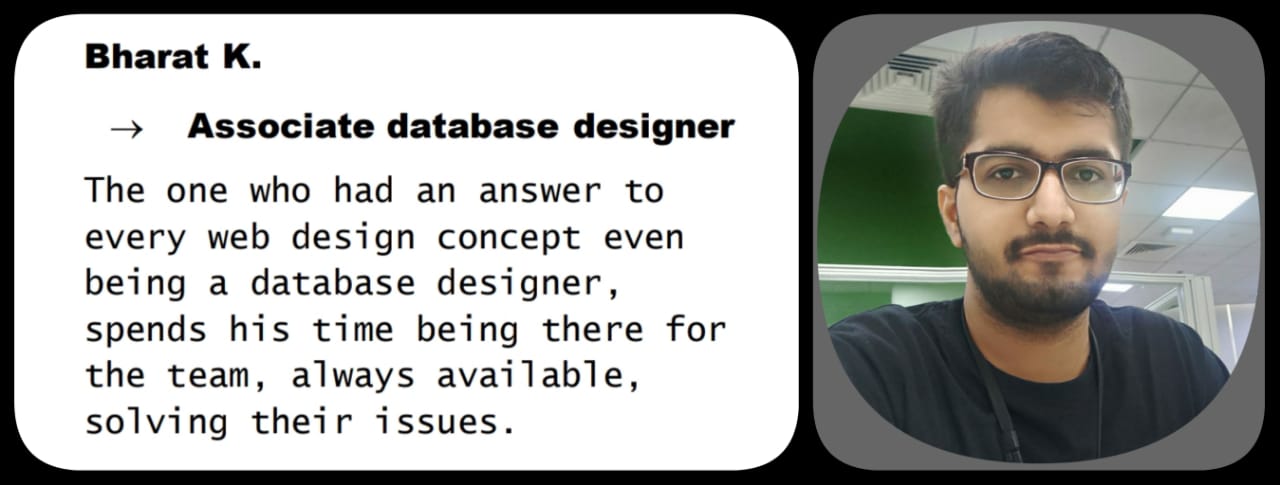 Bharat K.
→ Associate database designer
The one who had an answer to
every web design concept even
being a database designer,
spends his time being there for
the team, always available,
solving their issues.